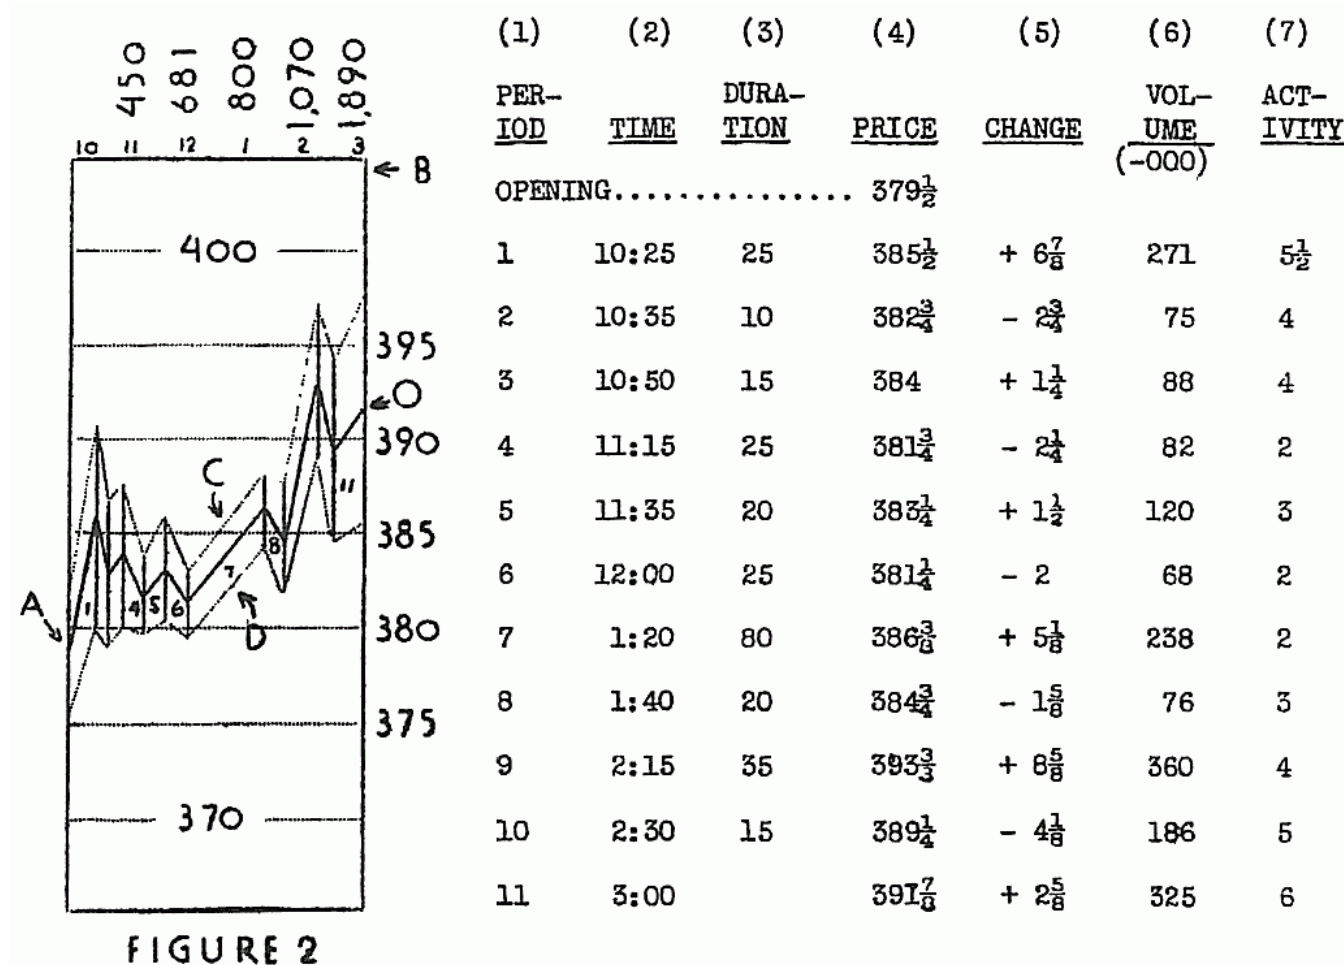 450 681 800 1,070 1,890
10 11 12 1 2 3
B
400
395
O
390
C
11
385
8
7
A
1 4 5 6
380
D
375
370
FIGURE 2
(1) (2) (3) (4) (5) (6) (7)
PER- DURA- VOL- ACT-
IOD TIME TION PRICE CHANGE UME IVITY
(-000)
OPENING............... 379½
1 10:25 25 385½ + 6⅞ 271 5½
2 10:35 10 382¾ - 2¾ 75 4
3 10:50 15 384 + 1¼ 88 4
4 11:15 25 381¾ - 2¼ 82 2
5 11:35 20 383¼ + 1½ 120 3
6 12:00 25 381¼ - 2 68 2
7 1:20 80 386⅜ + 5⅛ 238 2
8 1:40 20 384¾ - 1⅝ 76 3
9 2:15 35 393 3/3 + 8⅝ 360 4
10 2:30 15 389¼ - 4⅛ 186 5
11 3:00 391⅞ + 2⅝ 325 6